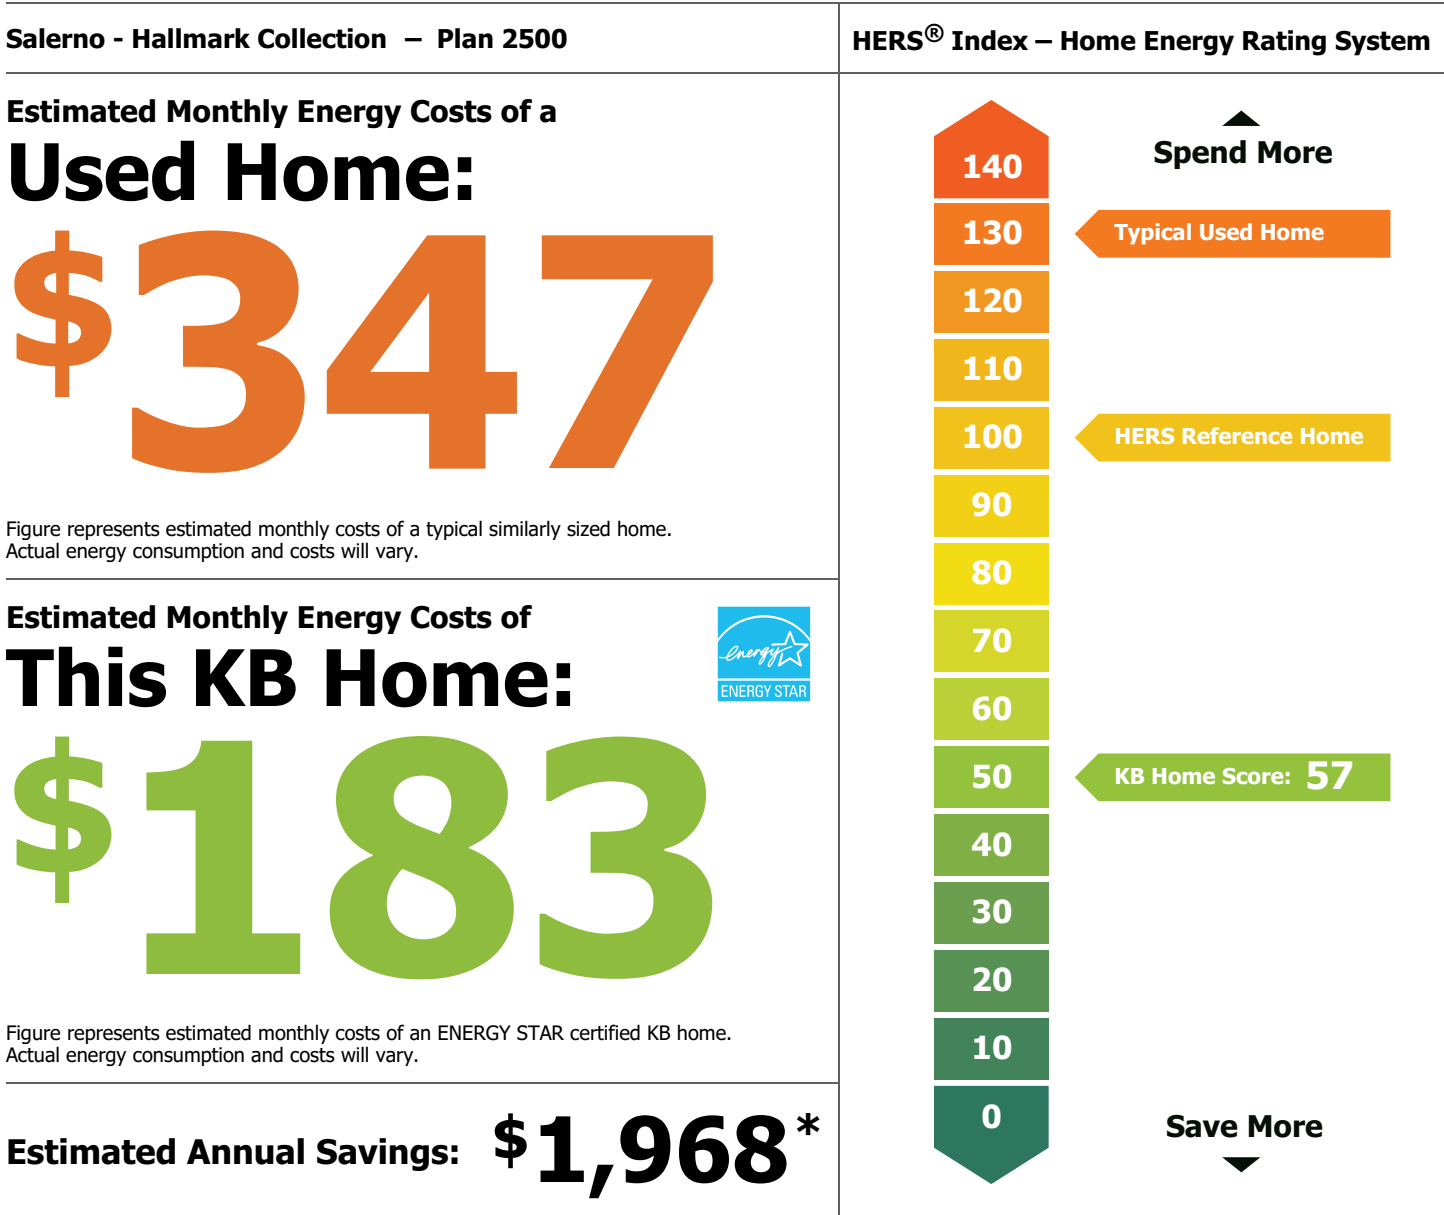 Salerno - Hallmark Collection – Plan 2500
Estimated Monthly Energy Costs of a
Used Home:
$347
Figure represents estimated monthly costs of a typical similarly sized home.
Actual energy consumption and costs will vary.
Estimated Monthly Energy Costs of
This KB Home:
energy
ENERGY STAR
$183
Figure represents estimated monthly costs of an ENERGY STAR certified KB home.
Actual energy consumption and costs will vary.
Estimated Annual Savings: $1,968*
HERS® Index – Home Energy Rating System
Spend More
140
130 Typical Used Home
120
110
100 HERS Reference Home
90
80
70
60
50 KB Home Score: 57
40
30
20
10
0
Save More